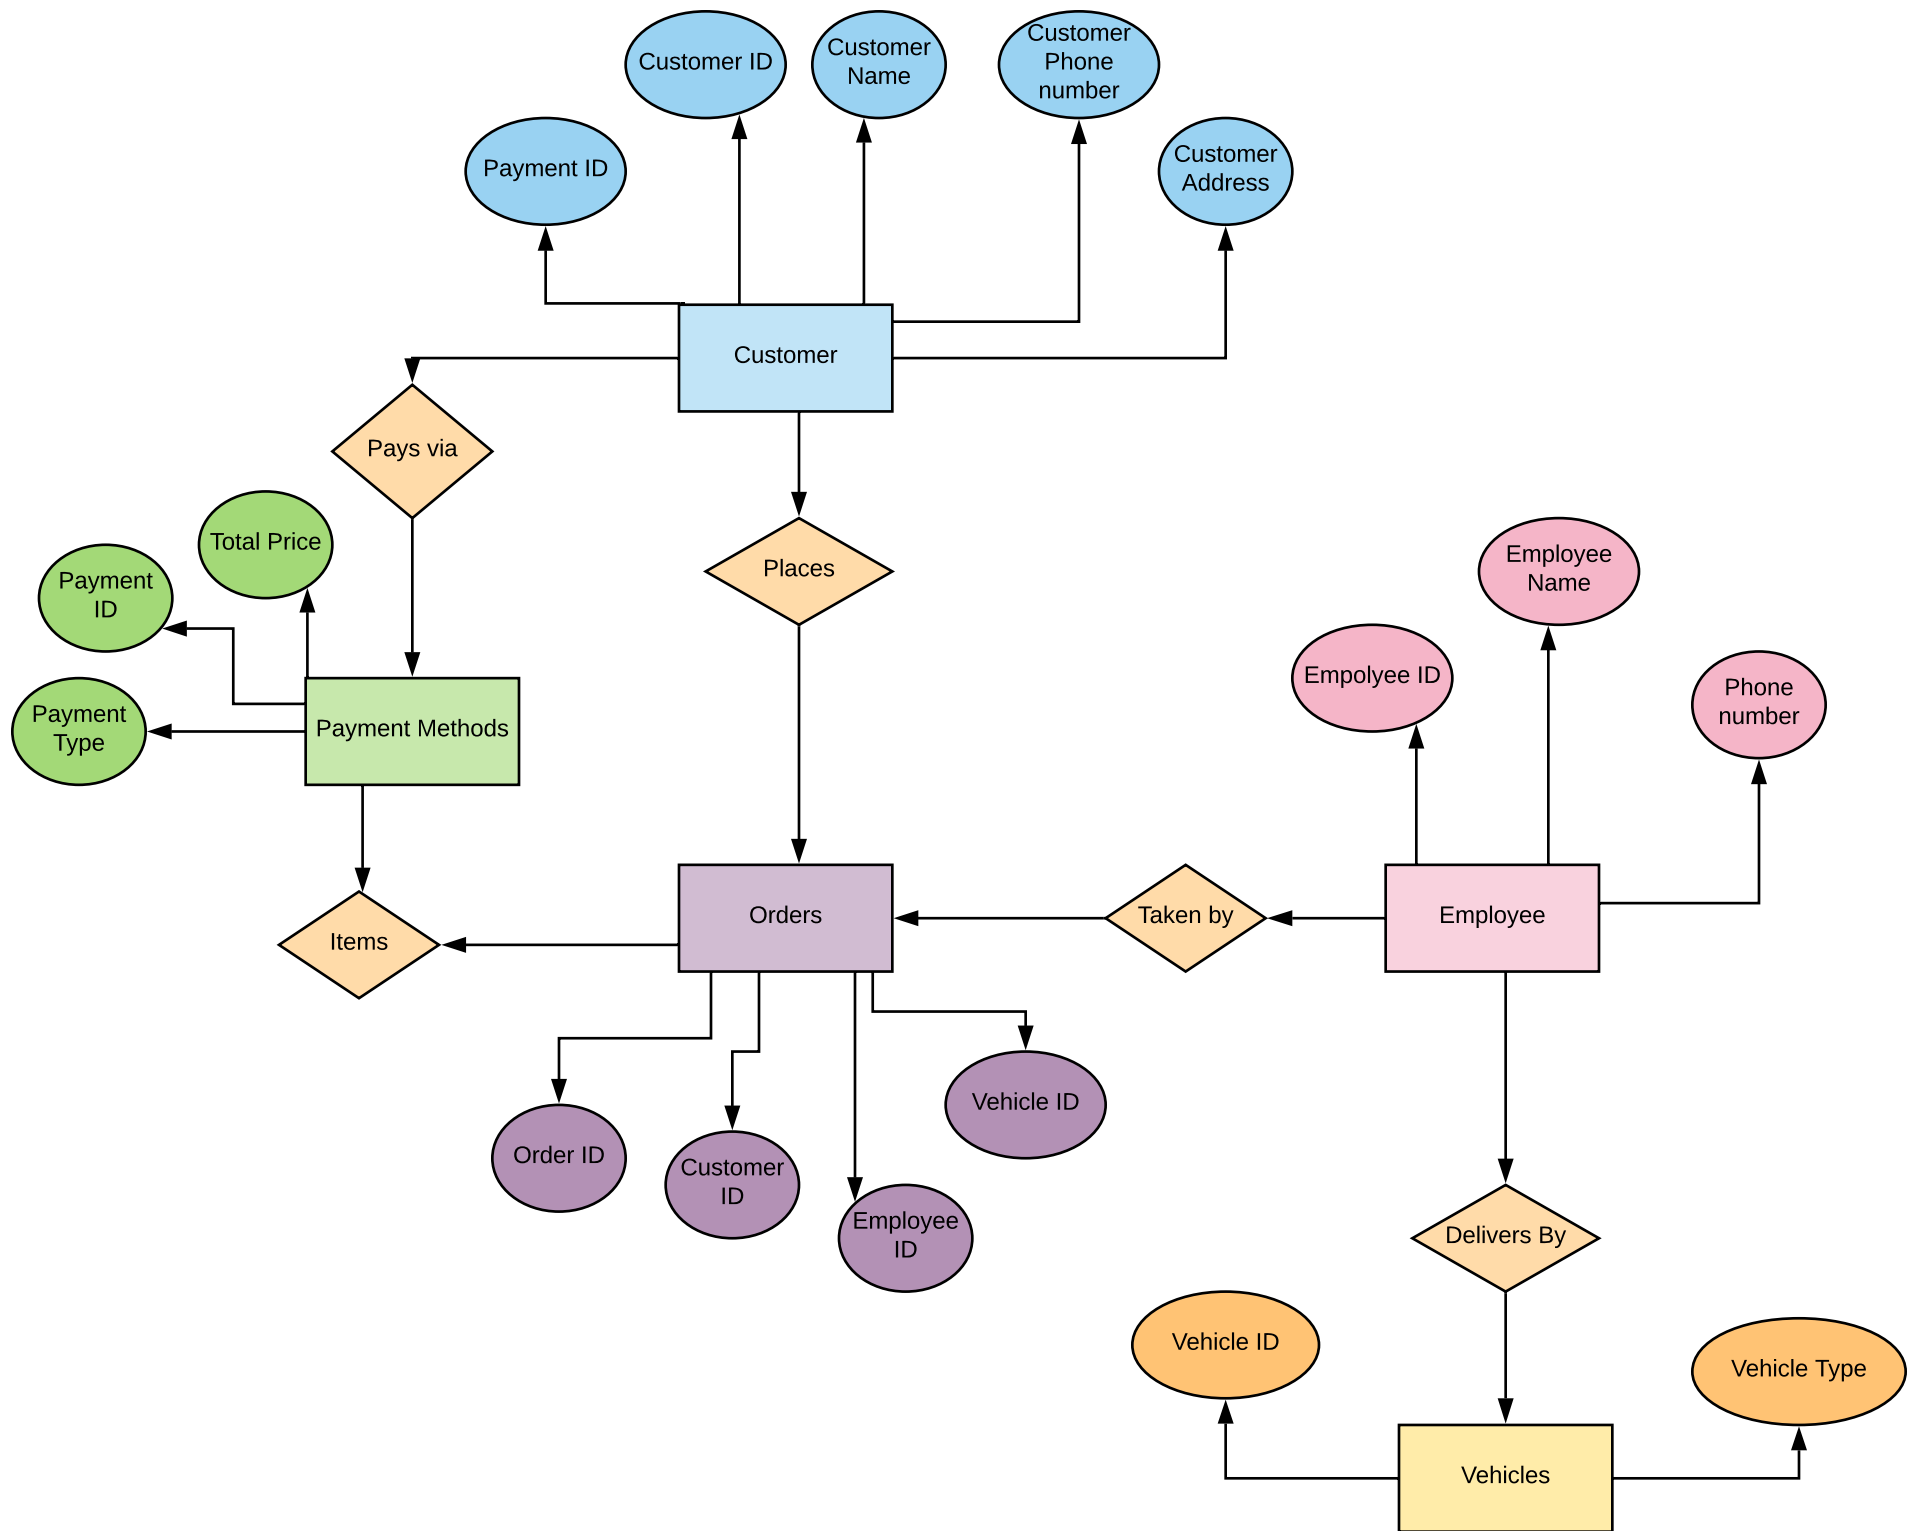 Customer ID
Customer
Name
Customer
Phone
number
Payment ID
Customer
Address
Customer
Pays via
Total Price
Payment
ID
Payment
Type
Payment Methods
Places
Employee
Name
Empolyee ID
Phone
number
Items
Orders
Taken by
Employee
Order ID
Customer
ID
Employee
ID
Vehicle ID
Delivers By
Vehicle ID
Vehicle Type
Vehicles